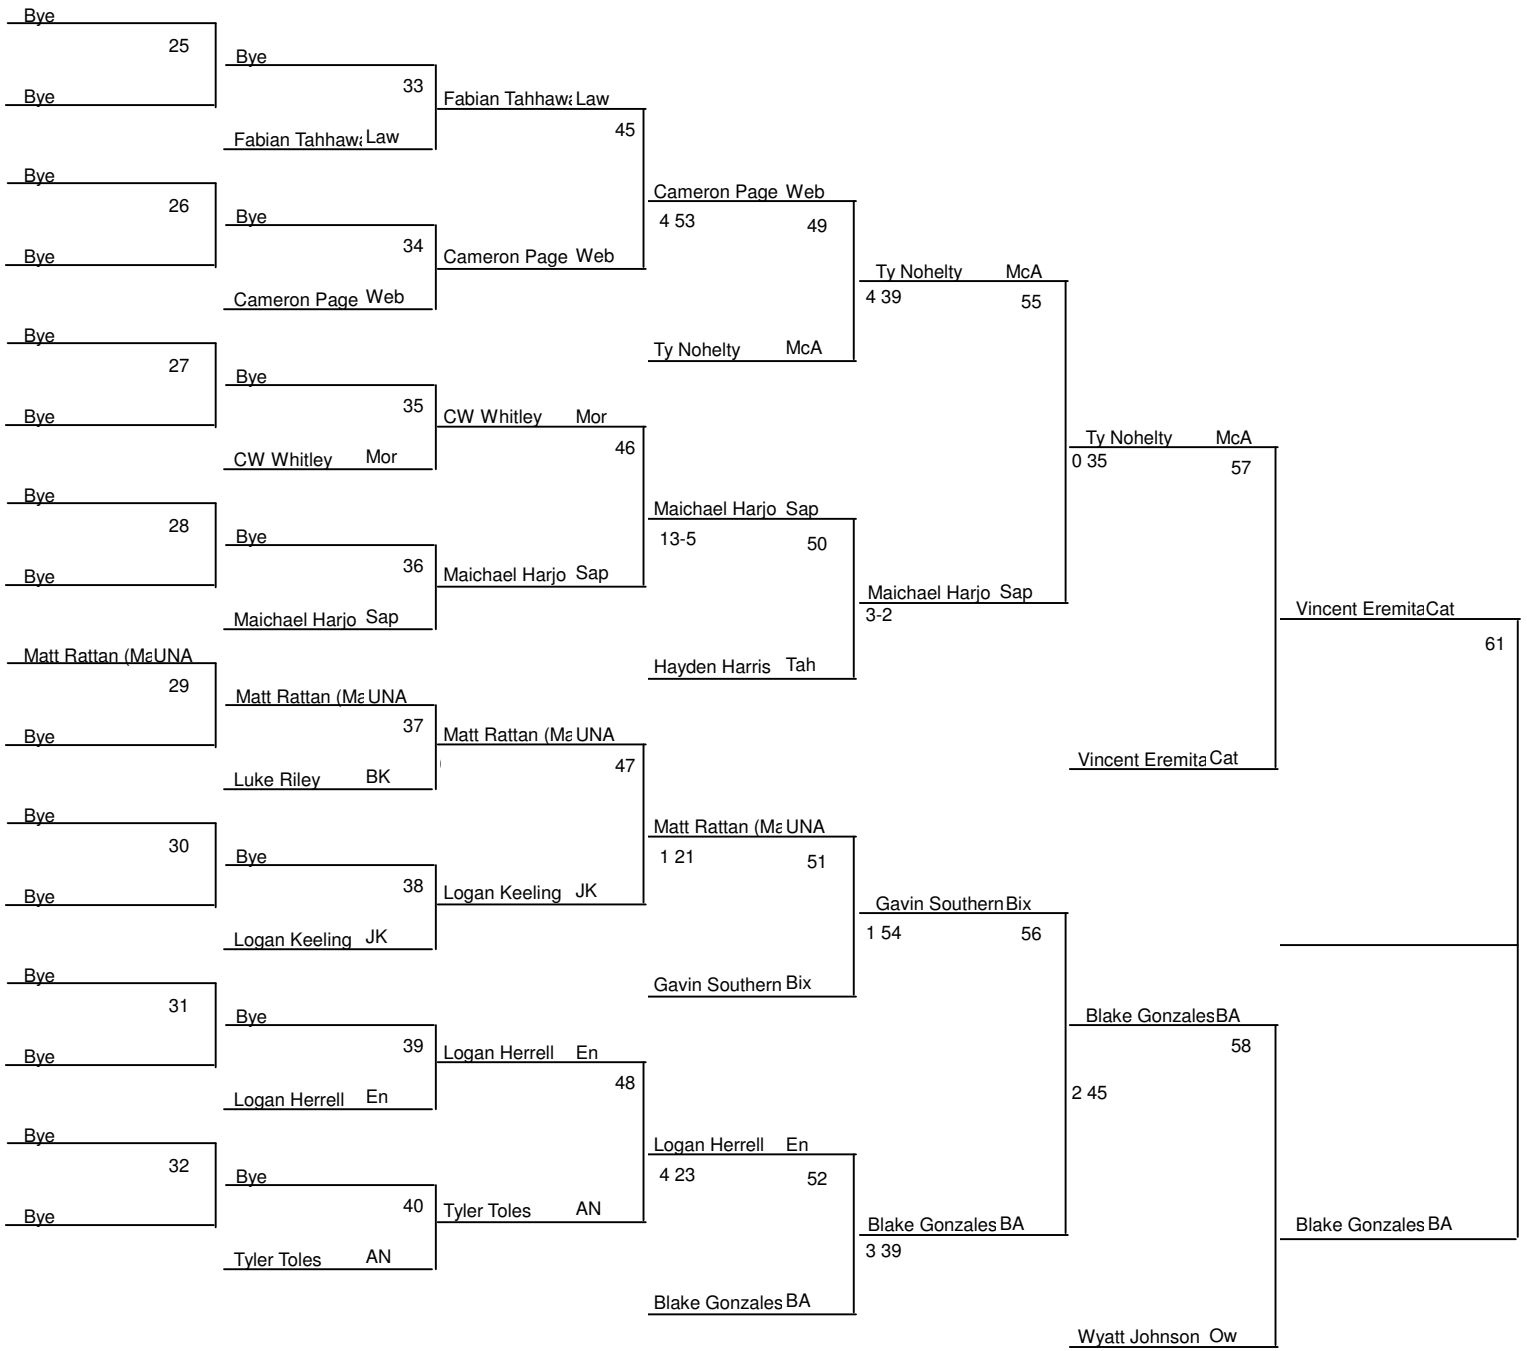 Bye
25
Bye
Bye
33
Fabian Tahhawa Law
Fabian Tahhawa Law
45
Bye
26
Bye
Bye
34
Cameron Page Web
Cameron Page Web
Cameron Page Web
4 53
49
Ty Nohelty McA
Ty Nohelty McA
4 39
55
Bye
27
Bye
Bye
35
CW Whitley Mor
CW Whitley Mor
46
Bye
28
Bye
Bye
36
Maichael Harjo Sap
Maichael Harjo Sap
Maichael Harjo Sap
13-5
50
Hayden Harris Tah
Maichael Harjo Sap
3-2
Ty Nohelty McA
0 35
57
Vincent Eremita Cat
Vincent Eremita Cat
61
Matt Rattan (Ma UNA
29
Bye
Matt Rattan (Ma UNA
37
Luke Riley BK
Matt Rattan (Ma UNA
47
Bye
30
Bye
Bye
38
Logan Keeling JK
Logan Keeling JK
Matt Rattan (Ma UNA
1 21
51
Gavin Southern Bix
Gavin Southern Bix
1 54
56
Bye
31
Bye
Bye
39
Logan Herrell En
Logan Herrell En
48
Bye
32
Bye
Bye
40
Tyler Toles AN
Tyler Toles AN
Logan Herrell En
4 23
52
Blake Gonzales BA
Blake Gonzales BA
3 39
Blake Gonzales BA
58
2 45
Wyatt Johnson Ow
Blake Gonzales BA